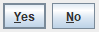 Yes No